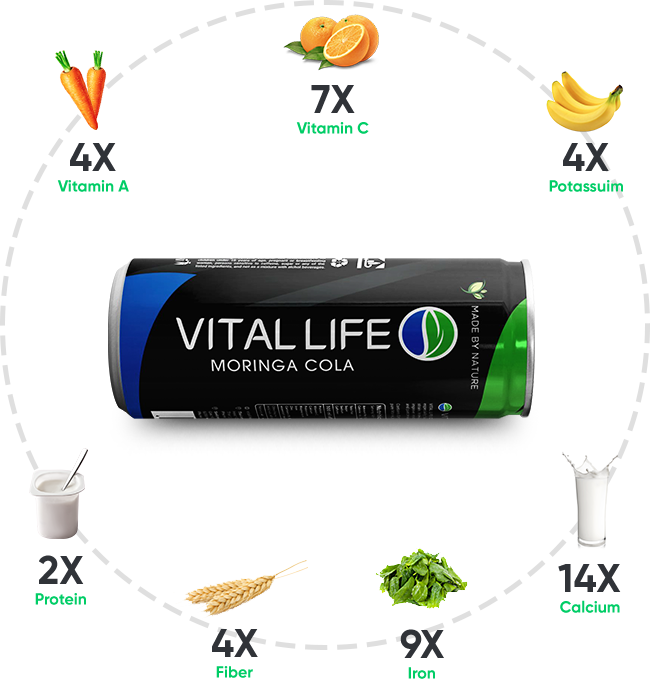 7X
Vitamin C
4X
Vitamin A
4X
Potassuim
VITAL LIFE
MORINGA COLA
MADE BY NATURE
2X
Protein
14X
Calcium
4X
Fiber
9X
Iron